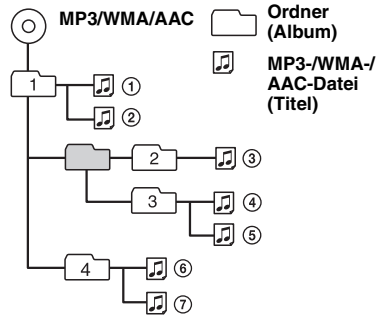 MP3/WMA/AAC
Ordner
(Album)
MP3-/WMA-/
AAC-Datei
(Titel)
1
①
②
2
③
3
④
⑤
4
⑥
⑦